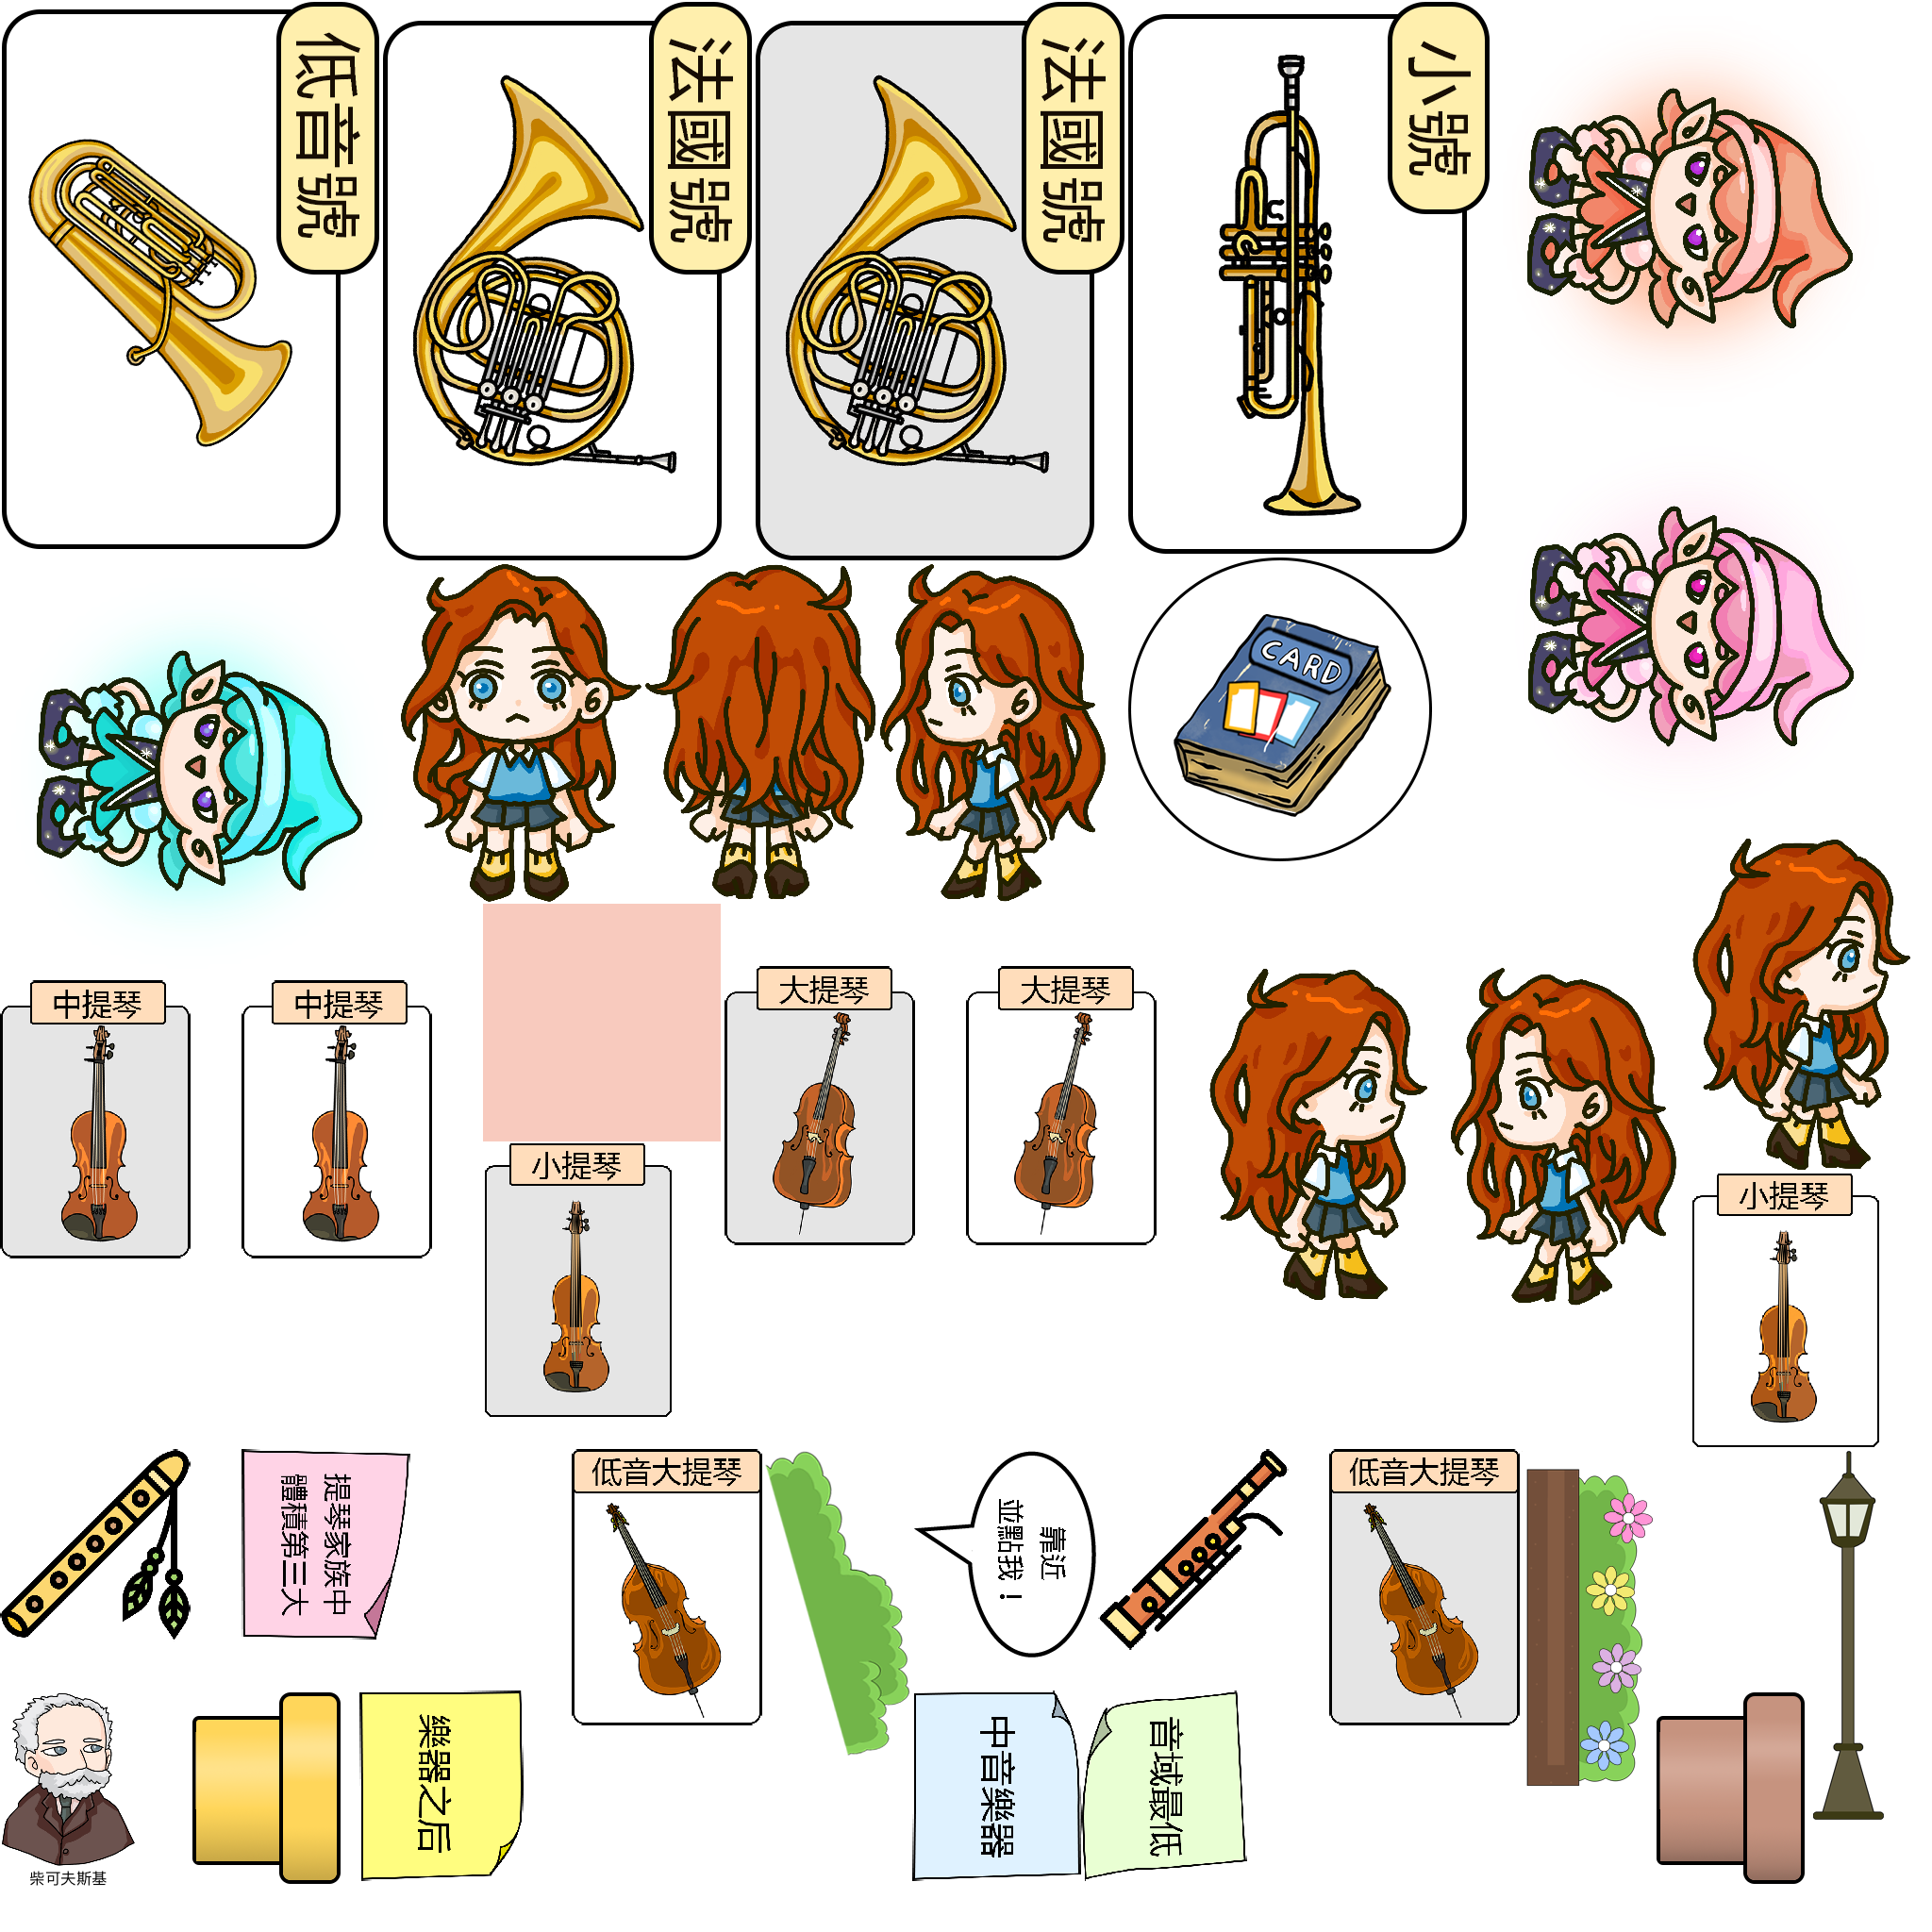 低音號
法國號
法國號
小號
CARD
中提琴
中提琴
大提琴
大提琴
小提琴
小提琴
提琴家族中
體積第三大
低音大提琴
靠近
並點我！
低音大提琴
樂器之后
中音樂器
音域最低
柴可夫斯基